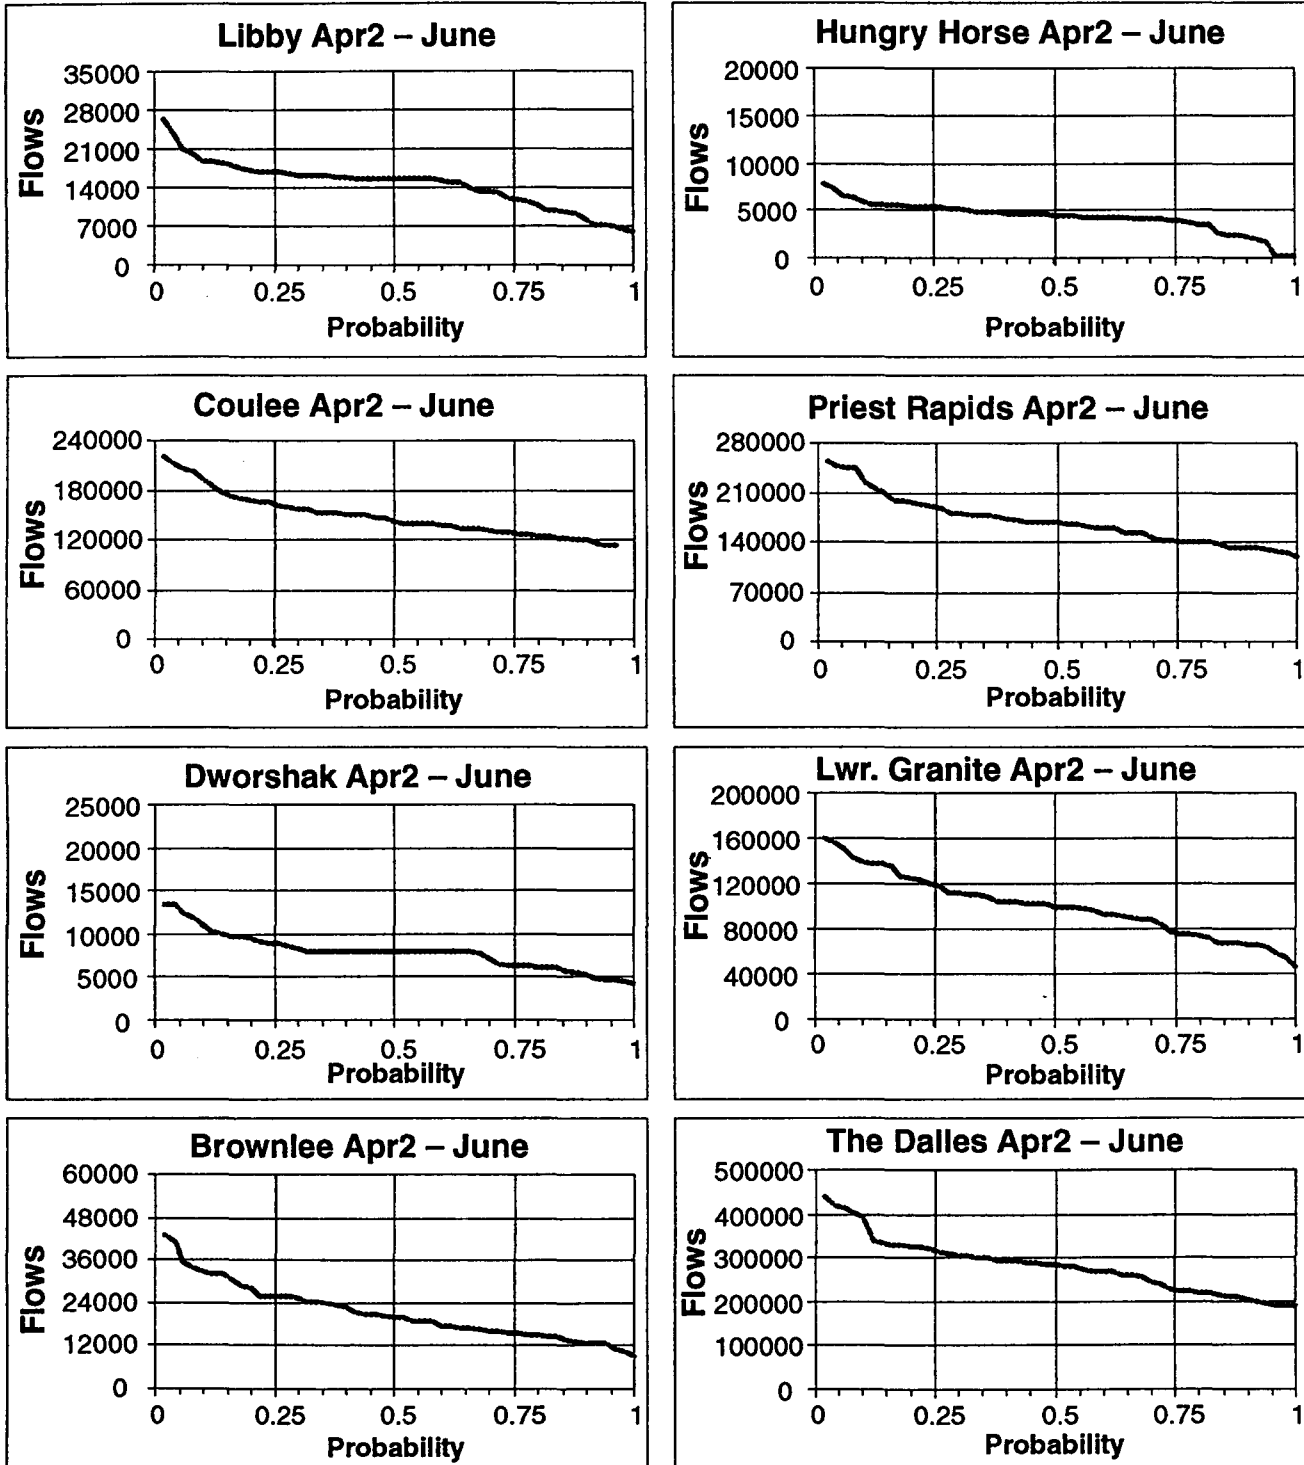 Libby Apr2 – June
35000
28000
21000
14000
7000
0
Flows
0 0.25 0.5 0.75 1
Probability
Hungry Horse Apr2 – June
20000
15000
10000
5000
0
Flows
0 0.25 0.5 0.75 1
Probability
Coulee Apr2 – June
240000
180000
120000
60000
0
Flows
0 0.25 0.5 0.75 1
Probability
Priest Rapids Apr2 – June
280000
210000
140000
70000
0
Flows
0 0.25 0.5 0.75 1
Probability
Dworshak Apr2 – June
25000
20000
15000
10000
5000
0
Flows
0 0.25 0.5 0.75 1
Probability
Lwr. Granite Apr2 – June
200000
160000
120000
80000
40000
0
Flows
0 0.25 0.5 0.75 1
Probability
Brownlee Apr2 – June
60000
48000
36000
24000
12000
0
Flows
0 0.25 0.5 0.75 1
Probability
The Dalles Apr2 – June
500000
400000
300000
200000
100000
0
Flows
0 0.25 0.5 0.75 1
Probability